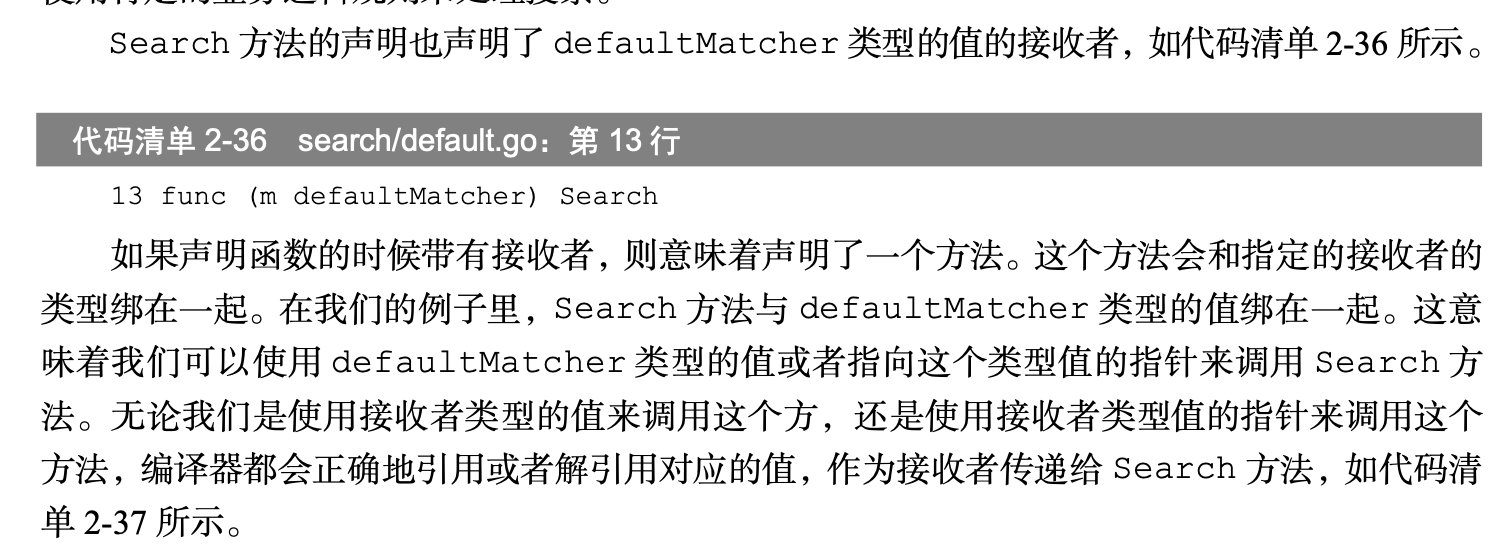 Search 方法的声明也声明了 defaultMatcher 类型的值的接收者，如代码清单 2-36 所示。
代码清单 2-36 search/default.go：第 13 行
13 func (m defaultMatcher) Search
如果声明函数的时候带有接收者，则意味着声明了一个方法。这个方法会和指定的接收者的
类型绑在一起。在我们的例子里，Search 方法与 defaultMatcher 类型的值绑在一起。这意
味着我们可以使用 defaultMatcher 类型的值或者指向这个类型值的指针来调用 Search 方
法。无论我们是使用接收者类型的值来调用这个方，还是使用接收者类型值的指针来调用这个
方法，编译器都会正确地引用或者解引用对应的值，作为接收者传递给 Search 方法，如代码清
单 2-37 所示。